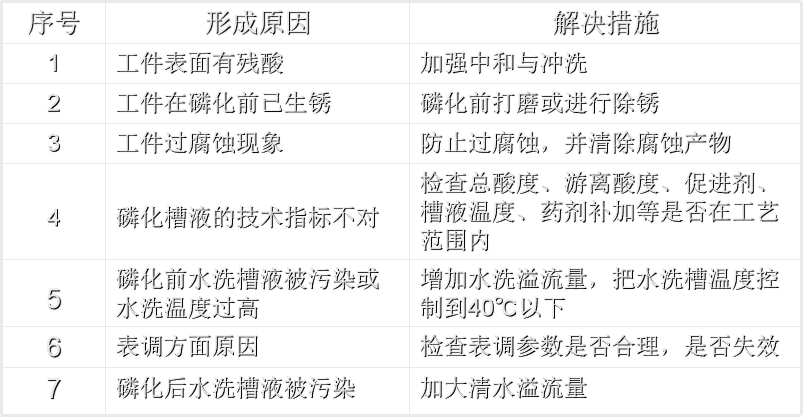 序号 形成原因 解决措施
1 工件表面有残酸 加强中和与冲洗
2 工件在磷化前已生锈 磷化前打磨或进行除锈
3 工件过腐蚀现象 防止过腐蚀，并清除腐蚀产物
4 磷化槽液的技术指标不对 检查总酸度、游离酸度、促进剂、
槽液温度、药剂补加等是否在工艺
范围内
5 磷化前水洗槽液被污染或
水洗温度过高
增加水洗溢流量，把水洗槽温度控
制到40℃以下
6 表调方面原因 检查表调参数是否合理，是否失效
7 磷化后水洗槽液被污染 加大清水溢流量